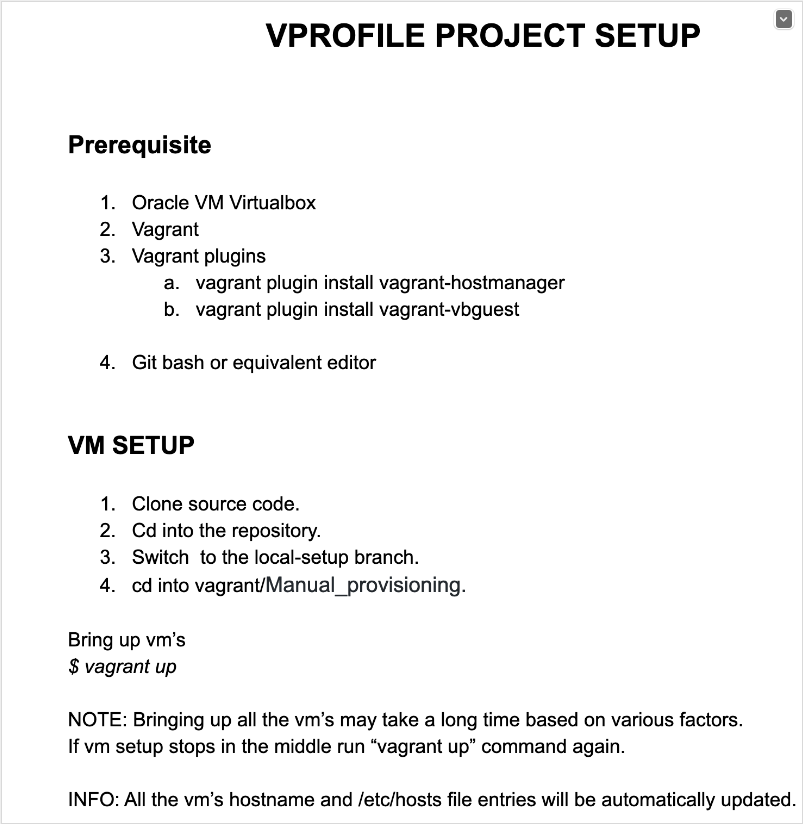 VPROFILE PROJECT SETUP
Prerequisite
1. Oracle VM Virtualbox
2. Vagrant
3. Vagrant plugins
a. vagrant plugin install vagrant-hostmanager
b. vagrant plugin install vagrant-vbguest
4. Git bash or equivalent editor
VM SETUP
1. Clone source code.
2. Cd into the repository.
3. Switch  to the local-setup branch.
4. cd into vagrant/Manual_provisioning.
Bring up vm’s
$ vagrant up
NOTE: Bringing up all the vm’s may take a long time based on various factors.
If vm setup stops in the middle run “vagrant up” command again.
INFO: All the vm’s hostname and /etc/hosts file entries will be automatically updated.